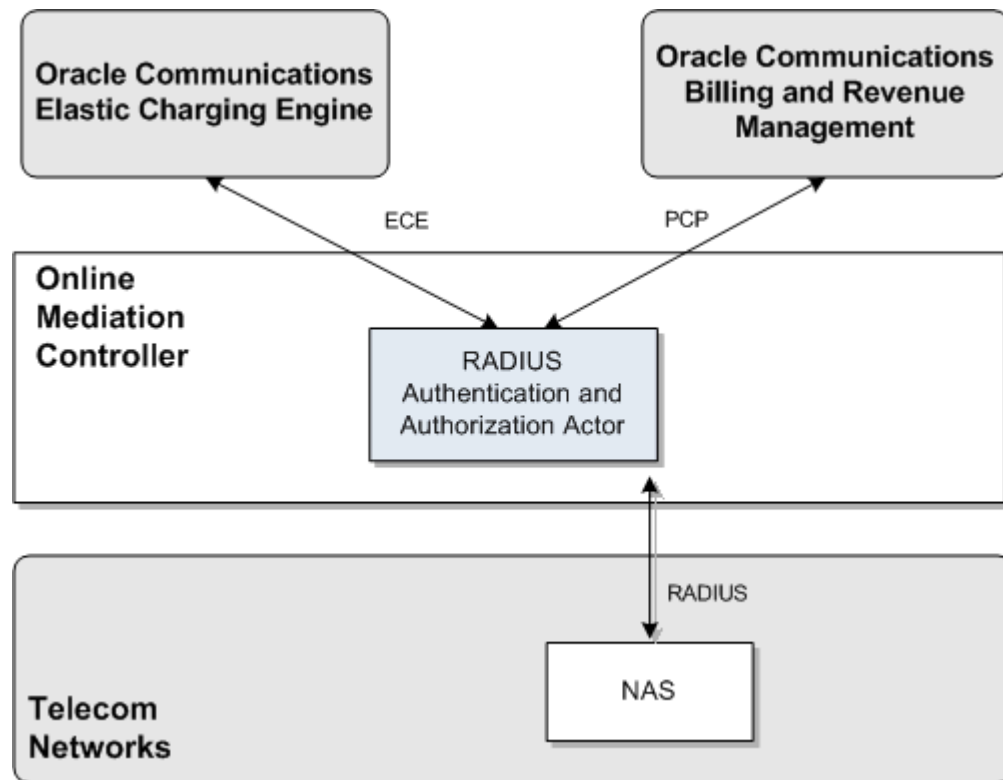 Oracle Communications
Elastic Charging Engine
Oracle Communications
Billing and Revenue
Management
ECE
PCP
Online
Mediation
Controller
RADIUS
Authentication and
Authorization Actor
RADIUS
NAS
Telecom
Networks